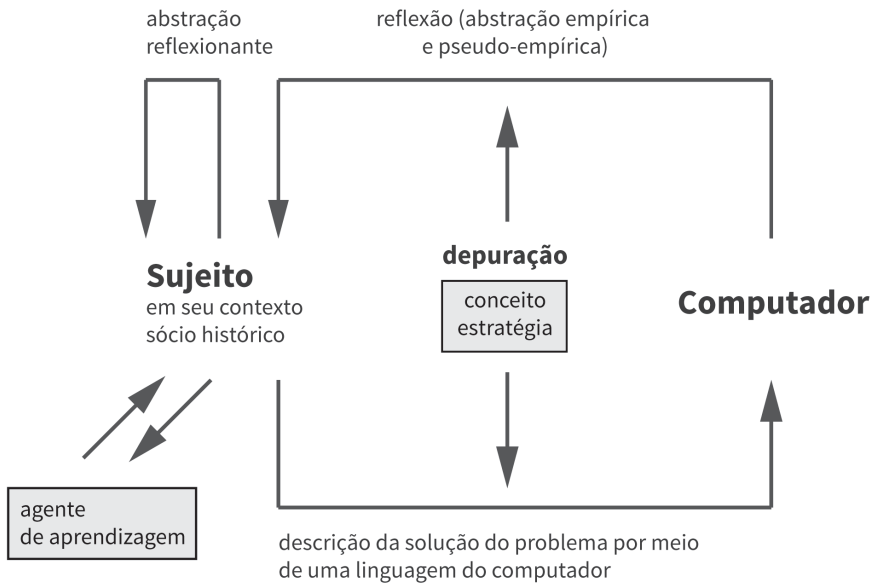 abstração
reflexionante
reflexão (abstração empírica
e pseudo-empírica)
Sujeito
em seu contexto
sócio histórico
depuração
conceito
estratégia
Computador
agente
de aprendizagem
descrição da solução do problema por meio
de uma linguagem do computador